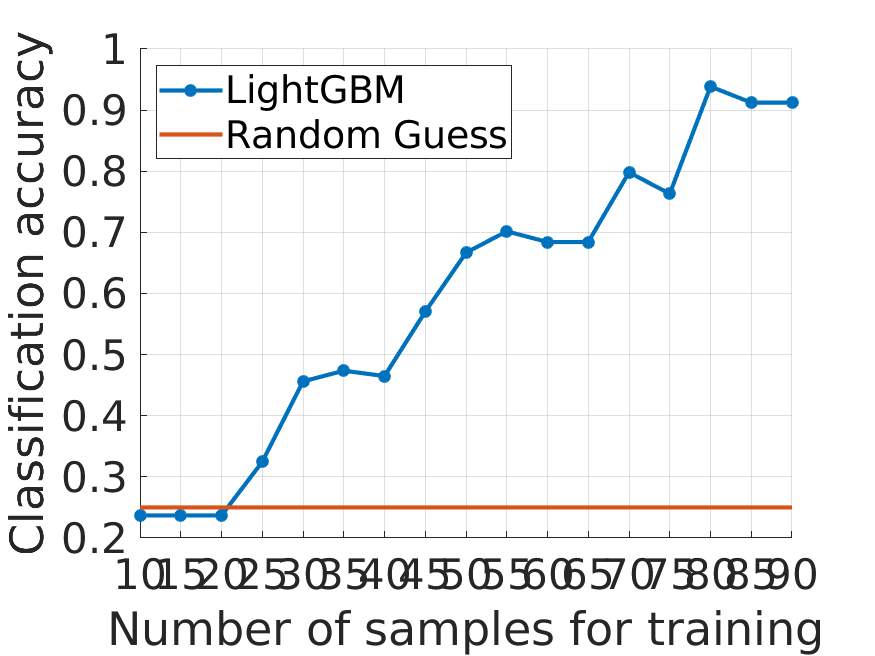 Classification accuracy
1
0.9
0.8
0.7
0.6
0.5
0.4
0.3
0.2
LightGBM
Random Guess
10 15 20 25 30 35 40 45 50 55 60 65 70 75 80 85 90
Number of samples for training